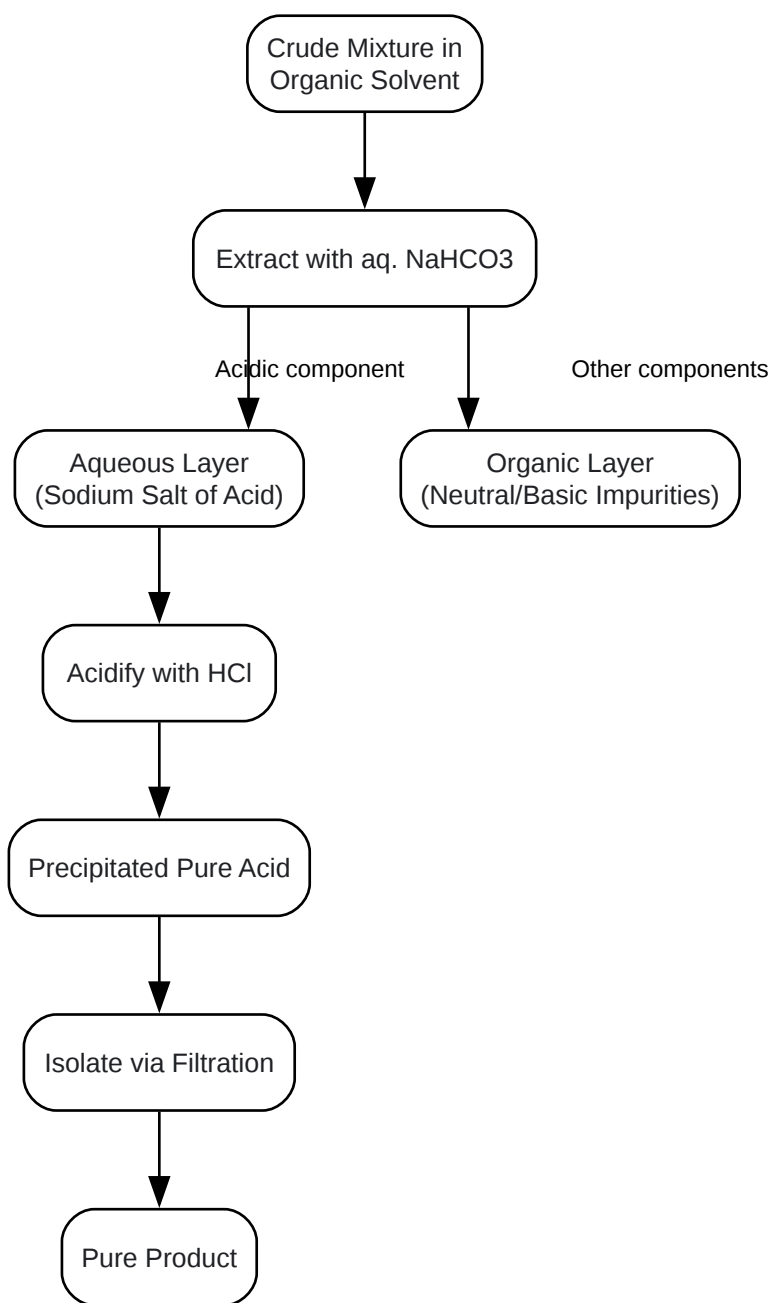 Crude Mixture in
Organic Solvent
Extract with aq. NaHCO3
Acidic component
Other components
Aqueous Layer
(Sodium Salt of Acid)
Organic Layer
(Neutral/Basic Impurities)
Acidify with HCl
Precipitated Pure Acid
Isolate via Filtration
Pure Product